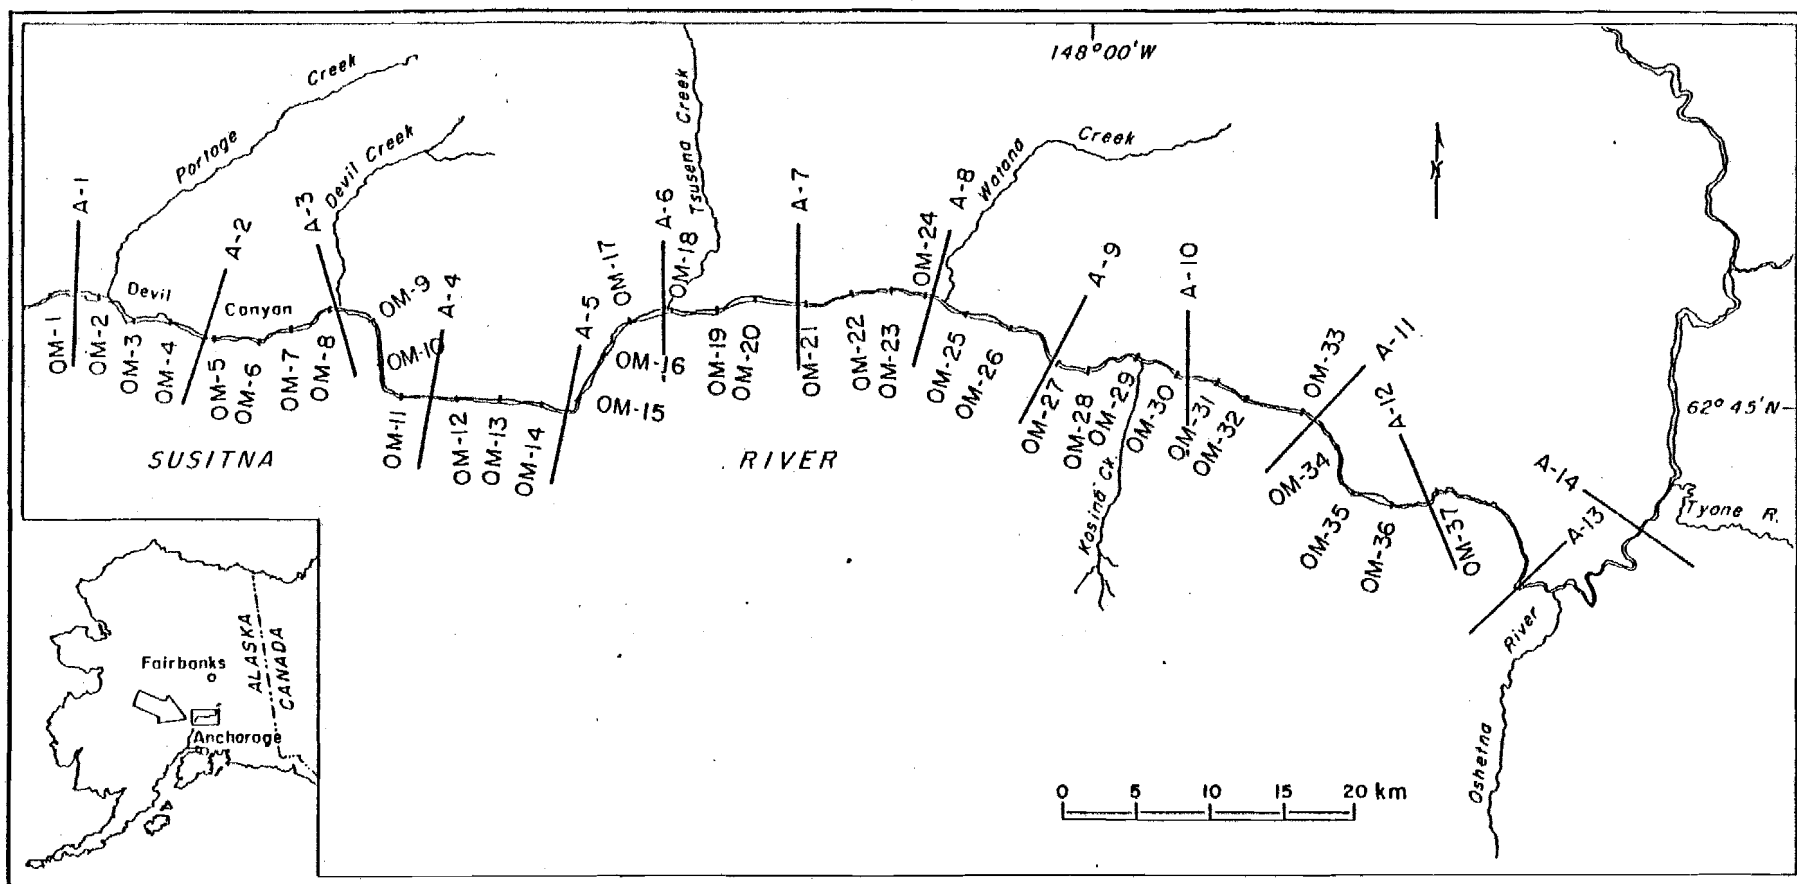 148°00'W
Portage Creek
Devil Creek
Tsusena Creek
Watana Creek
N
A-1
A-2
A-3
A-4
A-5
A-6
A-7
A-8
A-9
A-10
A-11
A-12
A-13
A-14
Devil Canyon
OM-1
OM-2
OM-3
OM-4
OM-5
OM-6
OM-7
OM-8
OM-9
OM-10
OM-11
OM-12
OM-13
OM-14
OM-15
OM-16
OM-17
OM-18
OM-19
OM-20
OM-21
OM-22
OM-23
OM-24
OM-25
OM-26
OM-27
OM-28
OM-29
OM-30
OM-31
OM-32
OM-33
OM-34
OM-35
OM-36
OM-37
62° 45'N
SUSITNA RIVER
Kosina Ck.
Tyone R.
Oshetna River
Fairbanks
ALASKA
CANADA
Anchorage
0 5 10 15 20 km